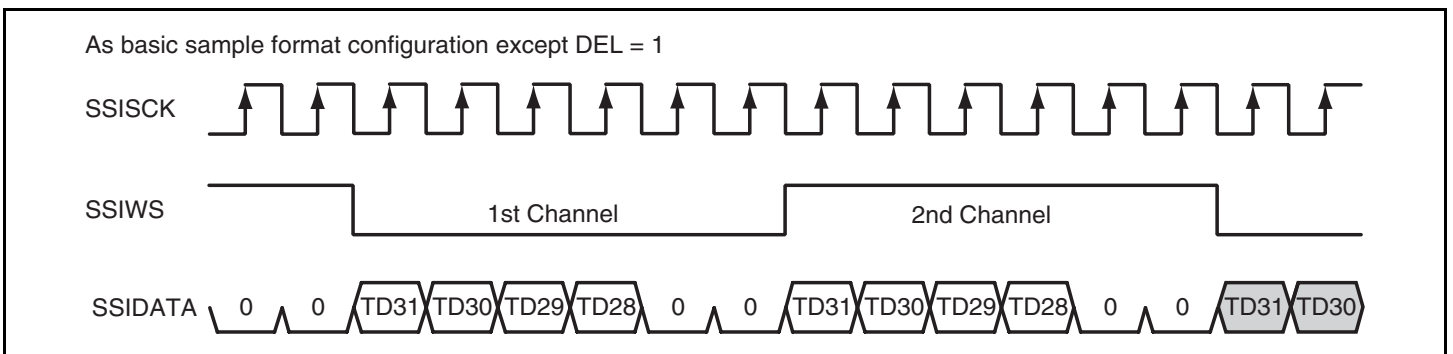 As basic sample format configuration except DEL = 1
SSISCK
SSIWS 1st Channel 2nd Channel
SSIDATA 0 0 TD31 TD30 TD29 TD28 0 0 TD31 TD30 TD29 TD28 0 0 TD31 TD30